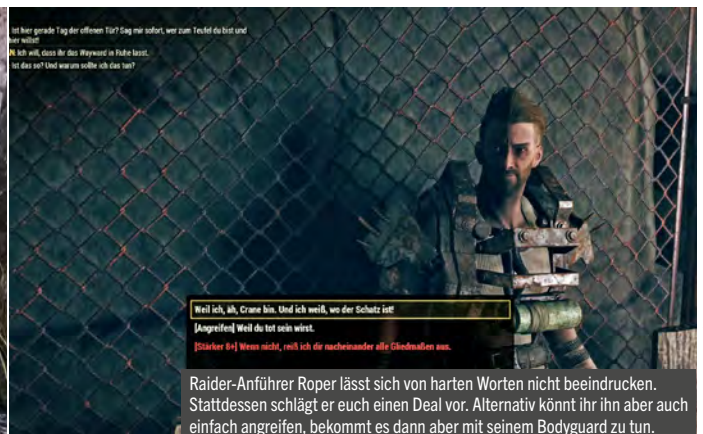 Ist hier gerade Tag der offenen Tür? Sag mir sofort, wer zum Teufel du bist und
hier willst!
Ich will, dass ihr das Wayward in Ruhe lasst.
Ist das so? Und warum sollte ich das tun?
Weil ich, äh, Crane bin. Und ich weiß, wo der Schatz ist!
[Angreifen] Weil du tot sein wirst.
[Stärker 8+] Wenn nicht, reiß ich dir nacheinander alle Gliedmaßen aus.
Raider-Anführer Roper lässt sich von harten Worten nicht beeindrucken.
Stattdessen schlägt er euch einen Deal vor. Alternativ könnt ihr ihn aber auch
einfach angreifen, bekommt es dann aber mit seinem Bodyguard zu tun.